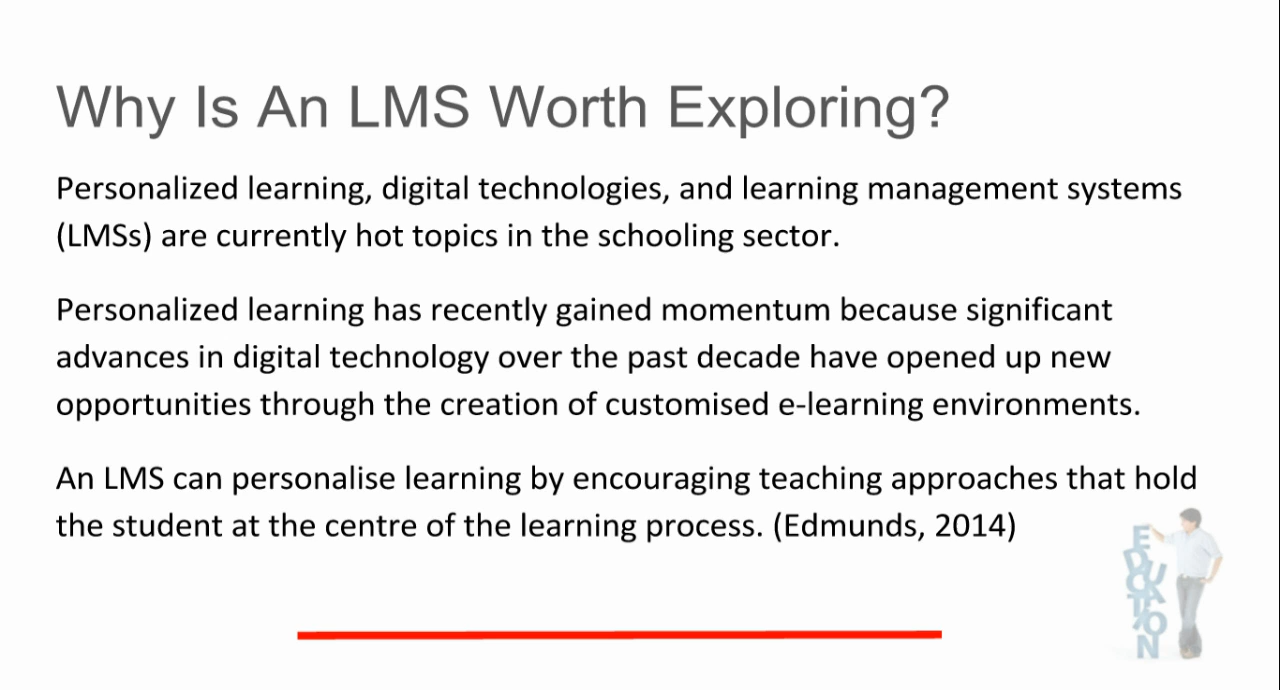 Why Is An LMS Worth Exploring?
Personalized learning, digital technologies, and learning management systems
(LMSs) are currently hot topics in the schooling sector.
Personalized learning has recently gained momentum because significant
advances in digital technology over the past decade have opened up new
opportunities through the creation of customised e-learning environments.
An LMS can personalise learning by encouraging teaching approaches that hold
the student at the centre of the learning process. (Edmunds, 2014)
EDUCATION